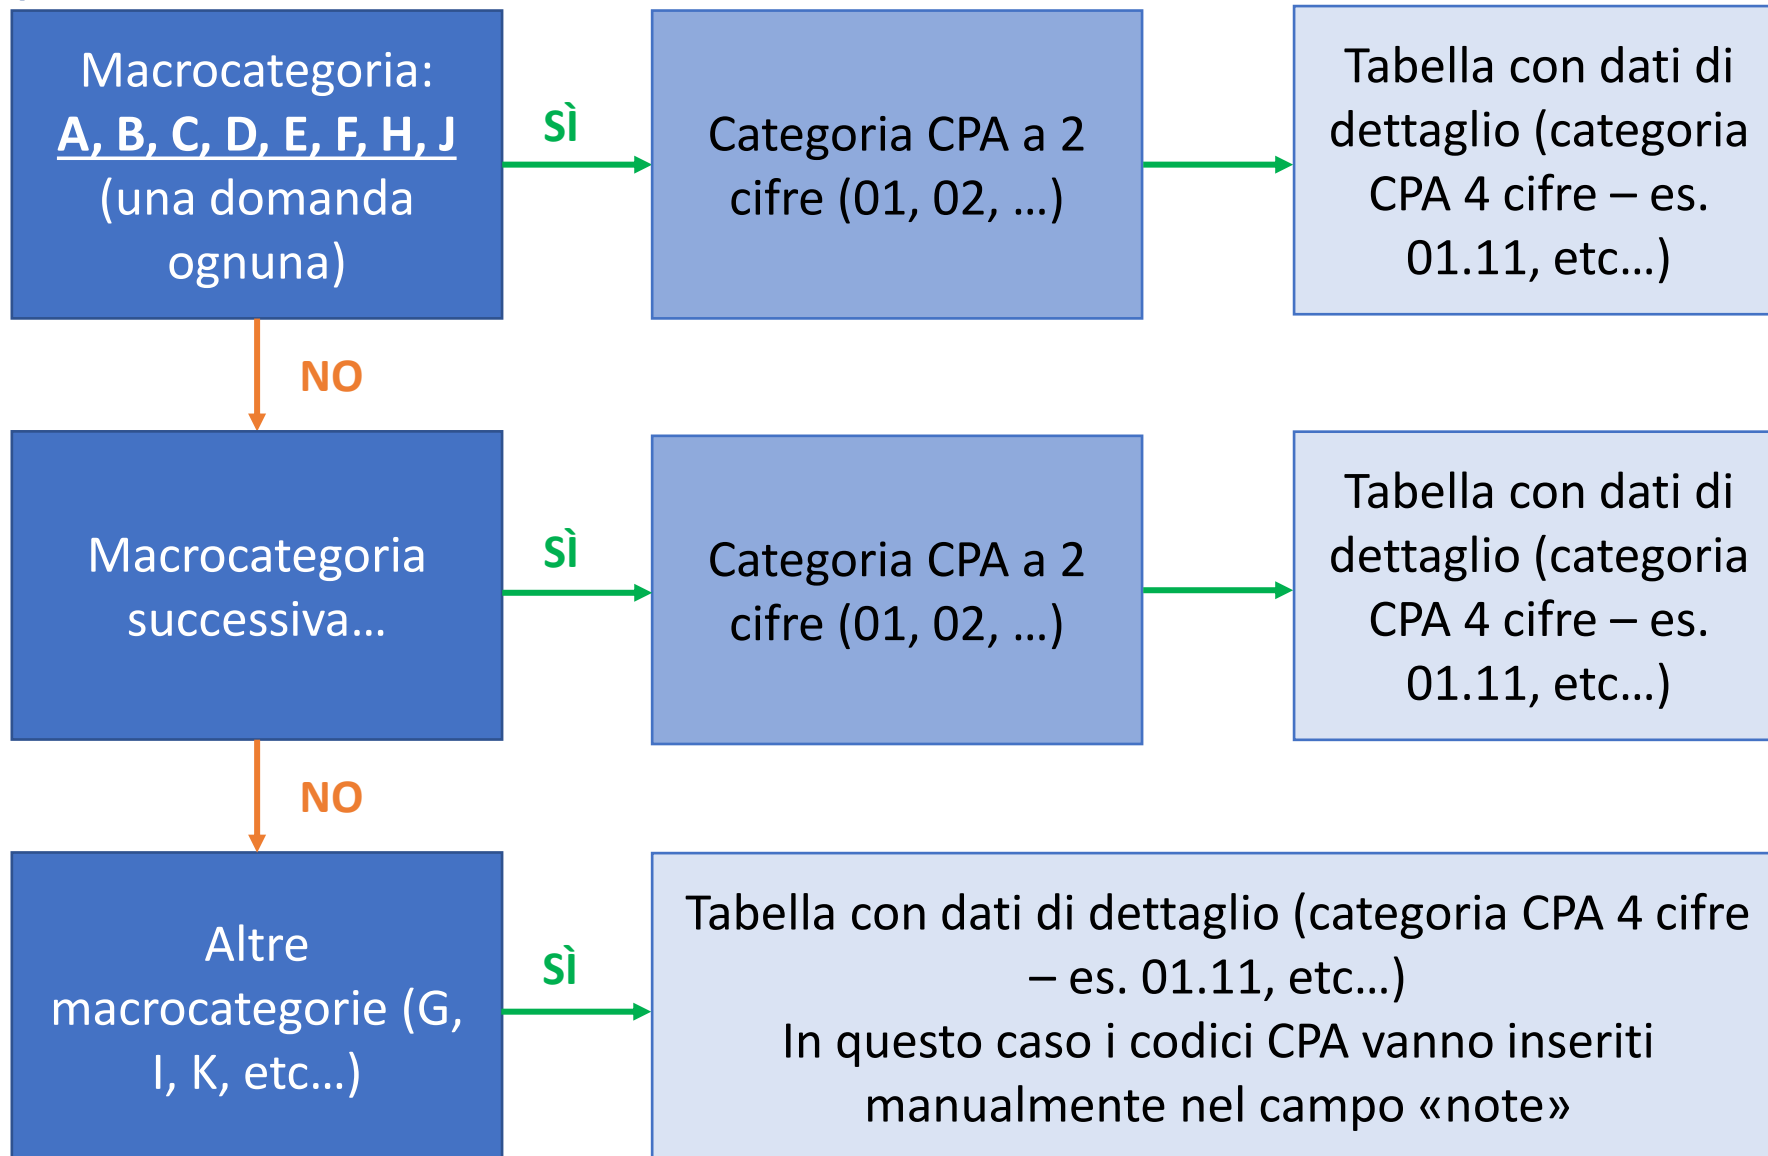 Macrocategoria:
A, B, C, D, E, F, H, J
(una domanda
ognuna)
SÌ
Categoria CPA a 2
cifre (01, 02, …)
Tabella con dati di
dettaglio (categoria
CPA 4 cifre – es.
01.11, etc…)
NO
Macrocategoria
successiva…
SÌ
Categoria CPA a 2
cifre (01, 02, …)
Tabella con dati di
dettaglio (categoria
CPA 4 cifre – es.
01.11, etc…)
NO
Altre
macrocategorie (G,
I, K, etc…)
SÌ
Tabella con dati di dettaglio (categoria CPA 4 cifre
– es. 01.11, etc…)
In questo caso i codici CPA vanno inseriti
manualmente nel campo «note»